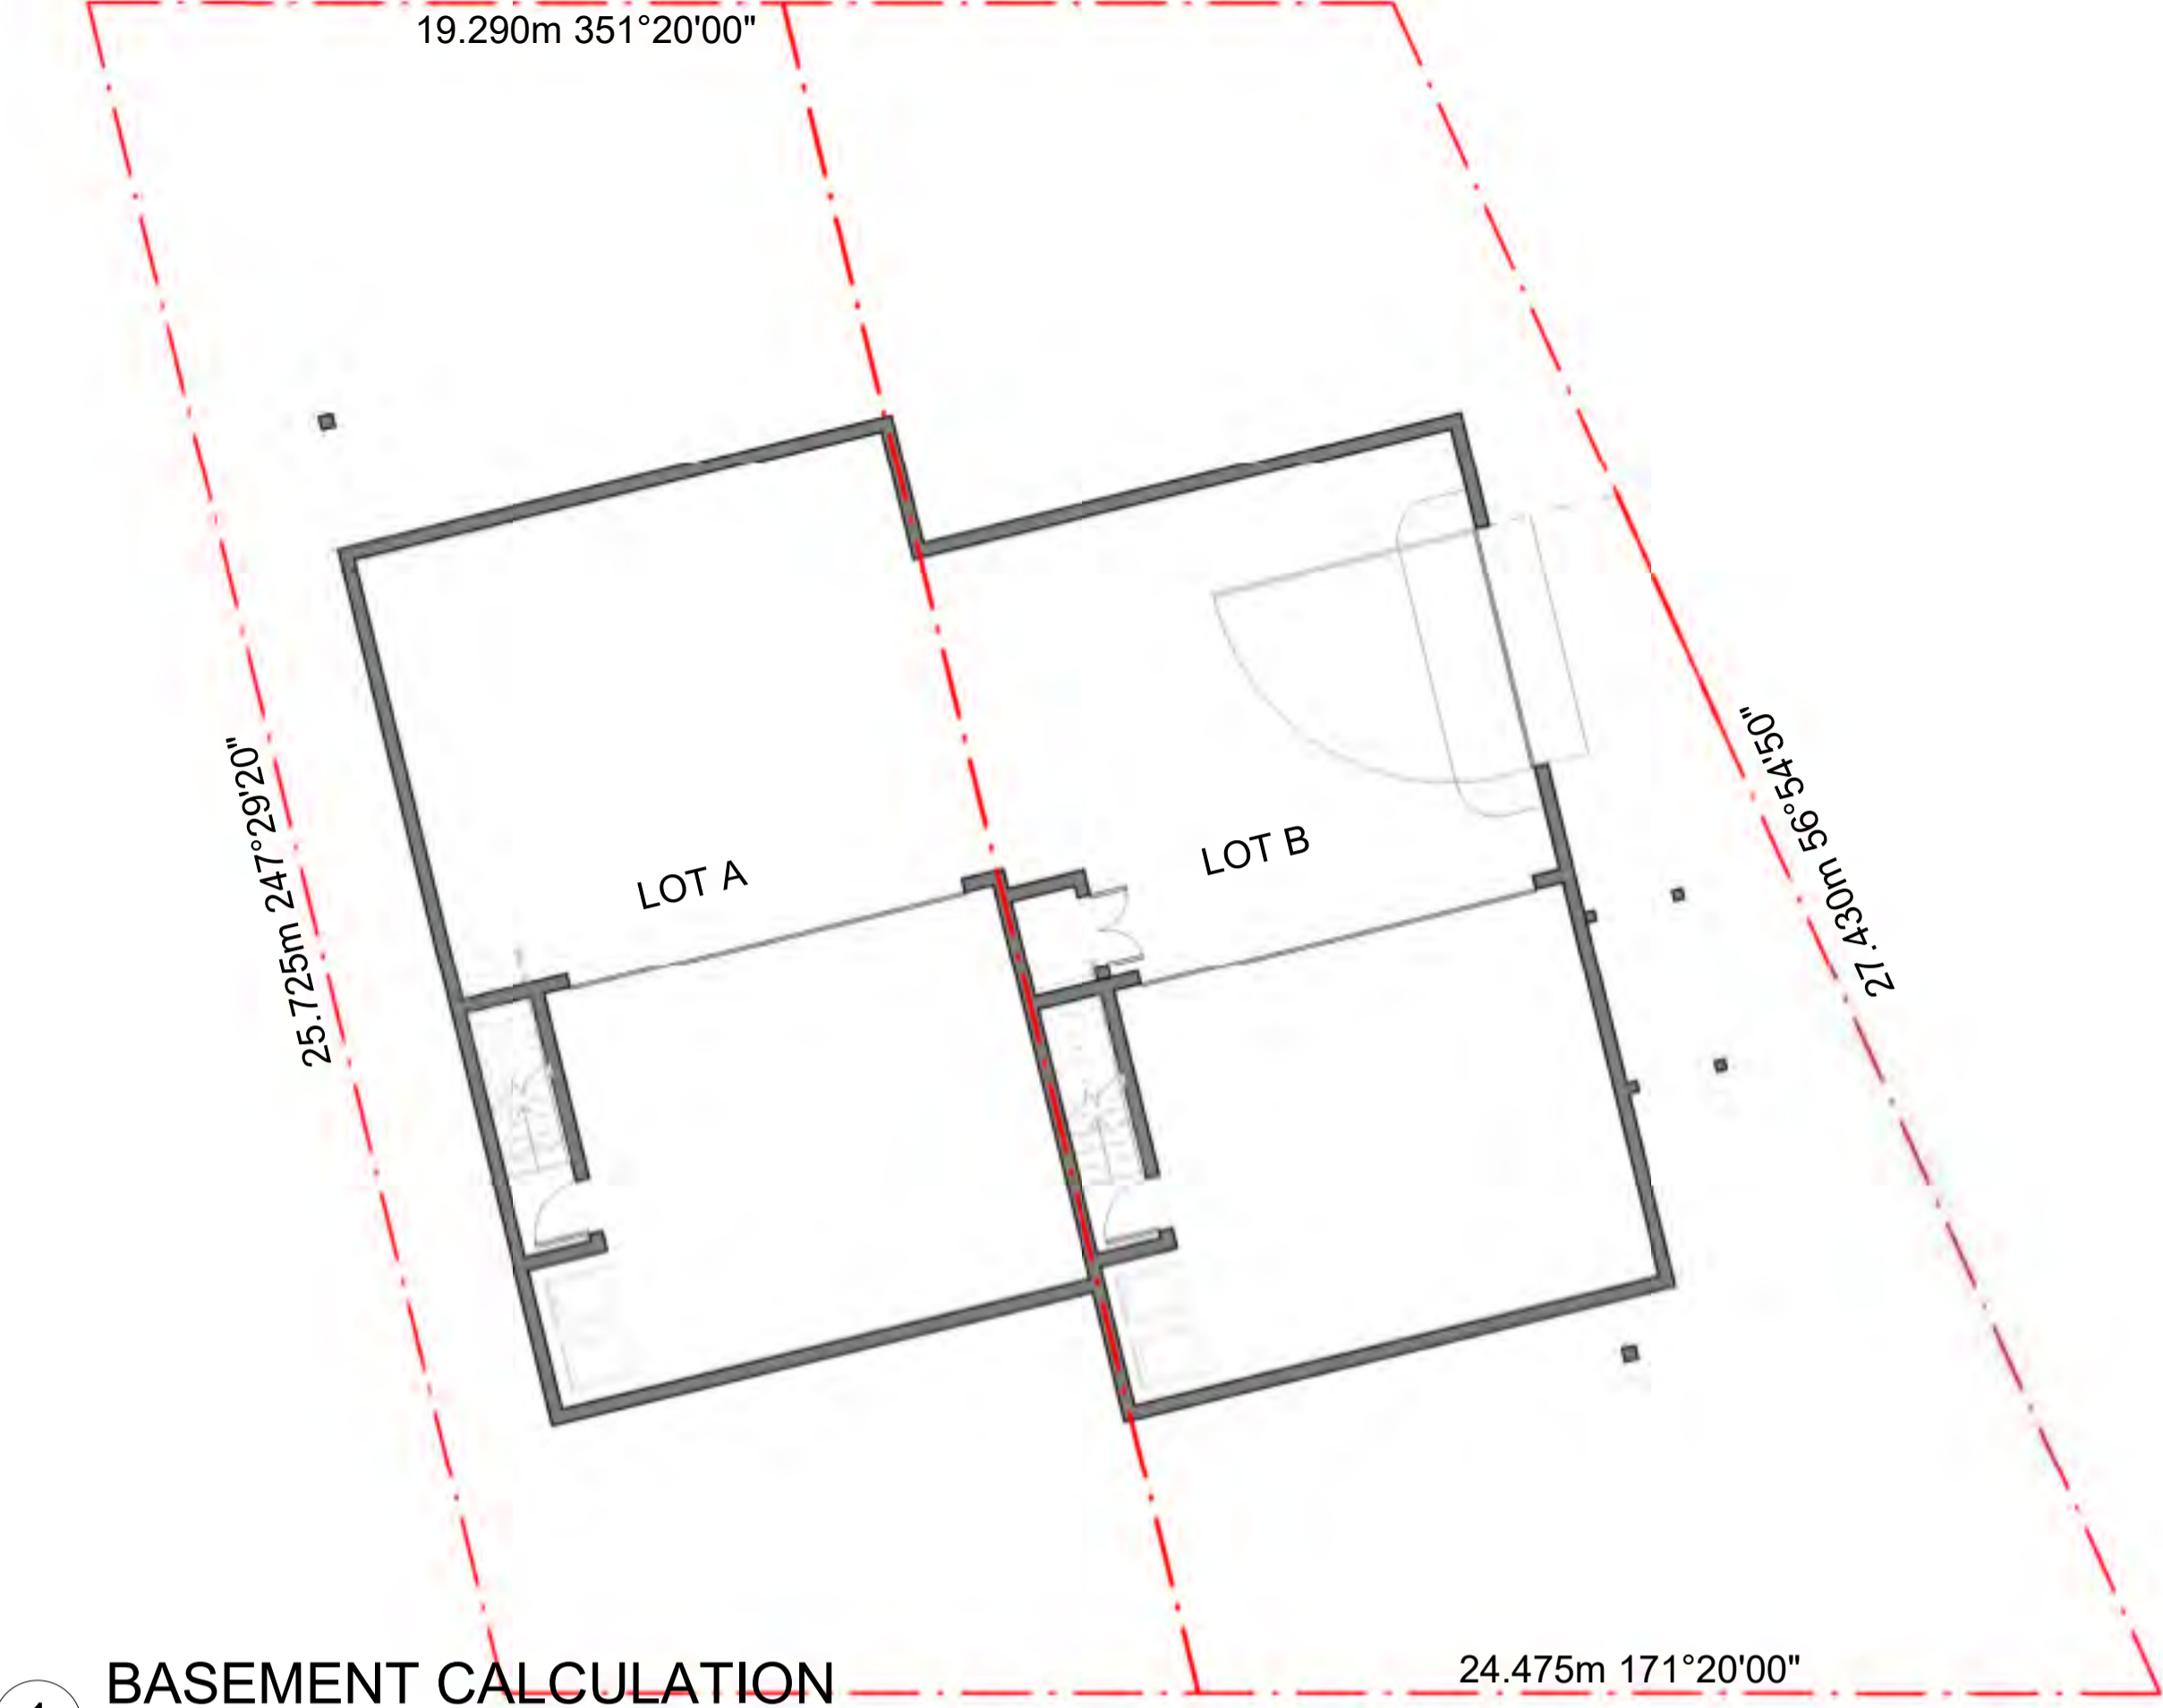 19.290m 351°20'00"
25.725m 247°29'20"
27.430m 56°54'50"
LOT A
LOT B
24.475m 171°20'00"
BASEMENT CALCULATION